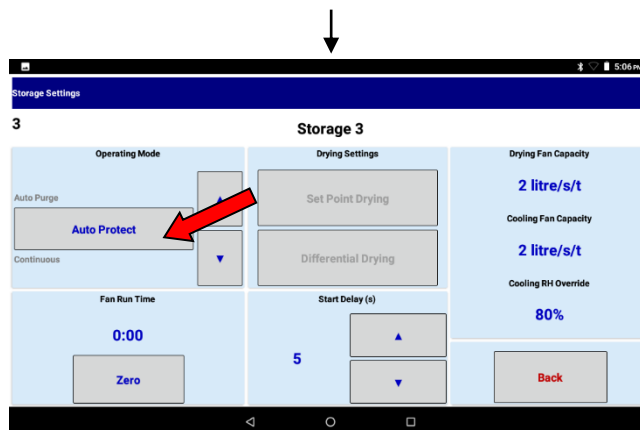 5:06 PM
Storage Settings
3
Storage 3
Operating Mode
Auto Purge
Auto Protect
Continuous
▲
▼
Drying Settings
Set Point Drying
Differential Drying
Drying Fan Capacity
2 litre/s/t
Cooling Fan Capacity
2 litre/s/t
Cooling RH Override
80%
Fan Run Time
0:00
Zero
Start Delay (s)
5
▲
▼
Back